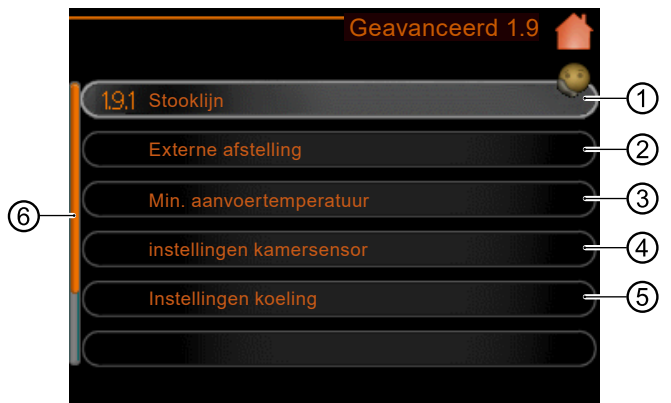 Geavanceerd 1.9
1.9.1 Stooklijn
1
Externe afstelling
2
Min. aanvoertemperatuur
3
6
instellingen kamersensor
4
Instellingen koeling
5